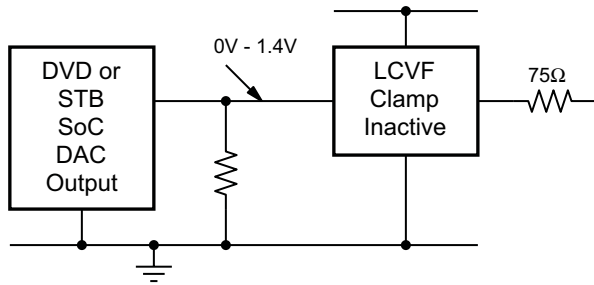 0V - 1.4V
DVD or
STB
SoC
DAC
Output
LCVF
Clamp
Inactive
75Ω